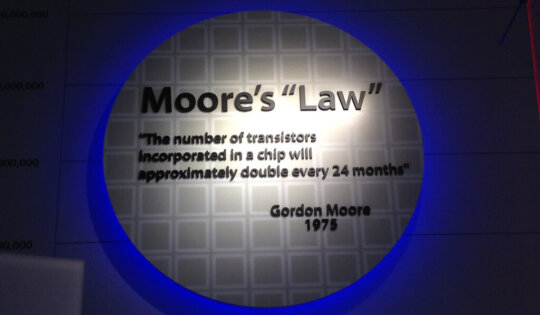 Moore's “Law”
"The number of transistors
incorporated in a chip will
approximately double every 24 months"
Gordon Moore
1975